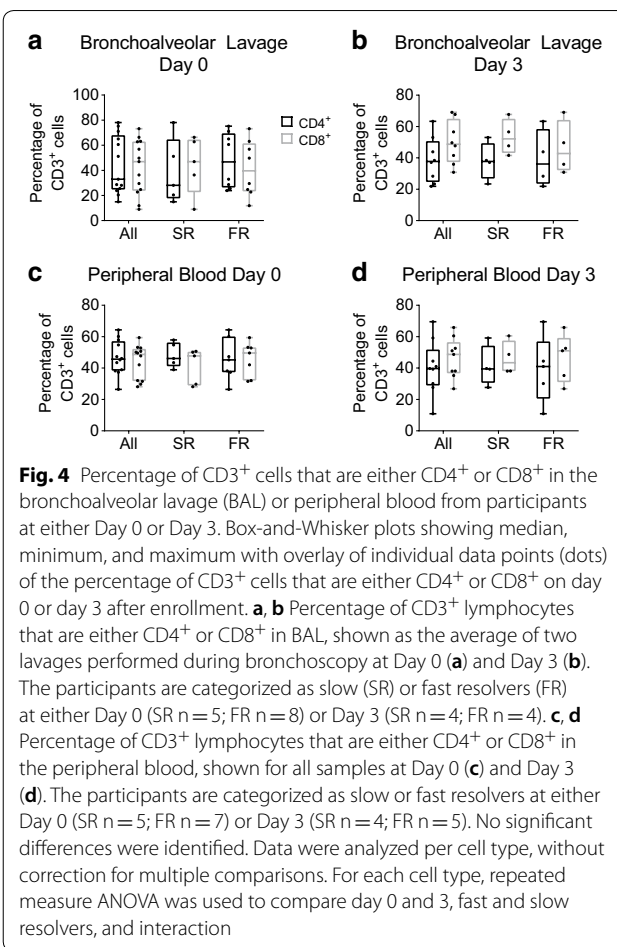 a Bronchoalveolar Lavage
Day 0
b Bronchoalveolar Lavage
Day 3
Percentage of
CD3+ cells
100
80
60
40
20
0
All SR FR
CD4+
CD8+
Percentage of
CD3+ cells
80
60
40
20
0
All SR FR
c Peripheral Blood Day 0
d Peripheral Blood Day 3
Percentage of
CD3+ cells
80
60
40
20
0
All SR FR
Percentage of
CD3+ cells
80
60
40
20
0
All SR FR
Fig. 4 Percentage of CD3+ cells that are either CD4+ or CD8+ in the
bronchoalveolar lavage (BAL) or peripheral blood from participants
at either Day 0 or Day 3. Box-and-Whisker plots showing median,
minimum, and maximum with overlay of individual data points (dots)
of the percentage of CD3+ cells that are either CD4+ or CD8+ on day
0 or day 3 after enrollment. a, b Percentage of CD3+ lymphocytes
that are either CD4+ or CD8+ in BAL, shown as the average of two
lavages performed during bronchoscopy at Day 0 (a) and Day 3 (b).
The participants are categorized as slow (SR) or fast resolvers (FR)
at either Day 0 (SR n = 5; FR n = 8) or Day 3 (SR n = 4; FR n = 4). c, d
Percentage of CD3+ lymphocytes that are either CD4+ or CD8+ in
the peripheral blood, shown for all samples at Day 0 (c) and Day 3
(d). The participants are categorized as slow or fast resolvers at either
Day 0 (SR n = 5; FR n = 7) or Day 3 (SR n = 4; FR n = 5). No significant
differences were identified. Data were analyzed per cell type, without
correction for multiple comparisons. For each cell type, repeated
measure ANOVA was used to compare day 0 and 3, fast and slow
resolvers, and interaction